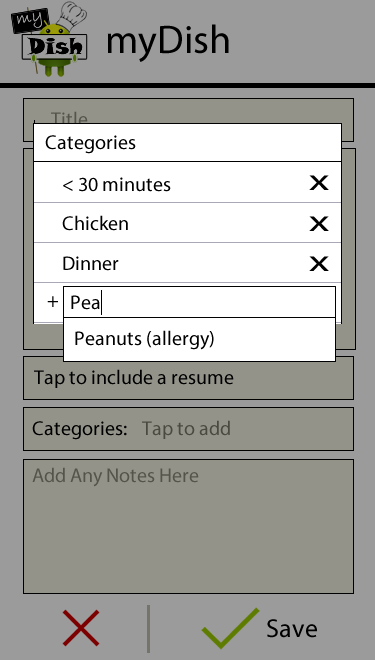 my
Dish
myDish
Title
Categories
< 30 minutes
Chicken
Dinner
+ Pea
Peanuts (allergy)
Tap to include a resume
Categories: Tap to add
Add Any Notes Here
Save